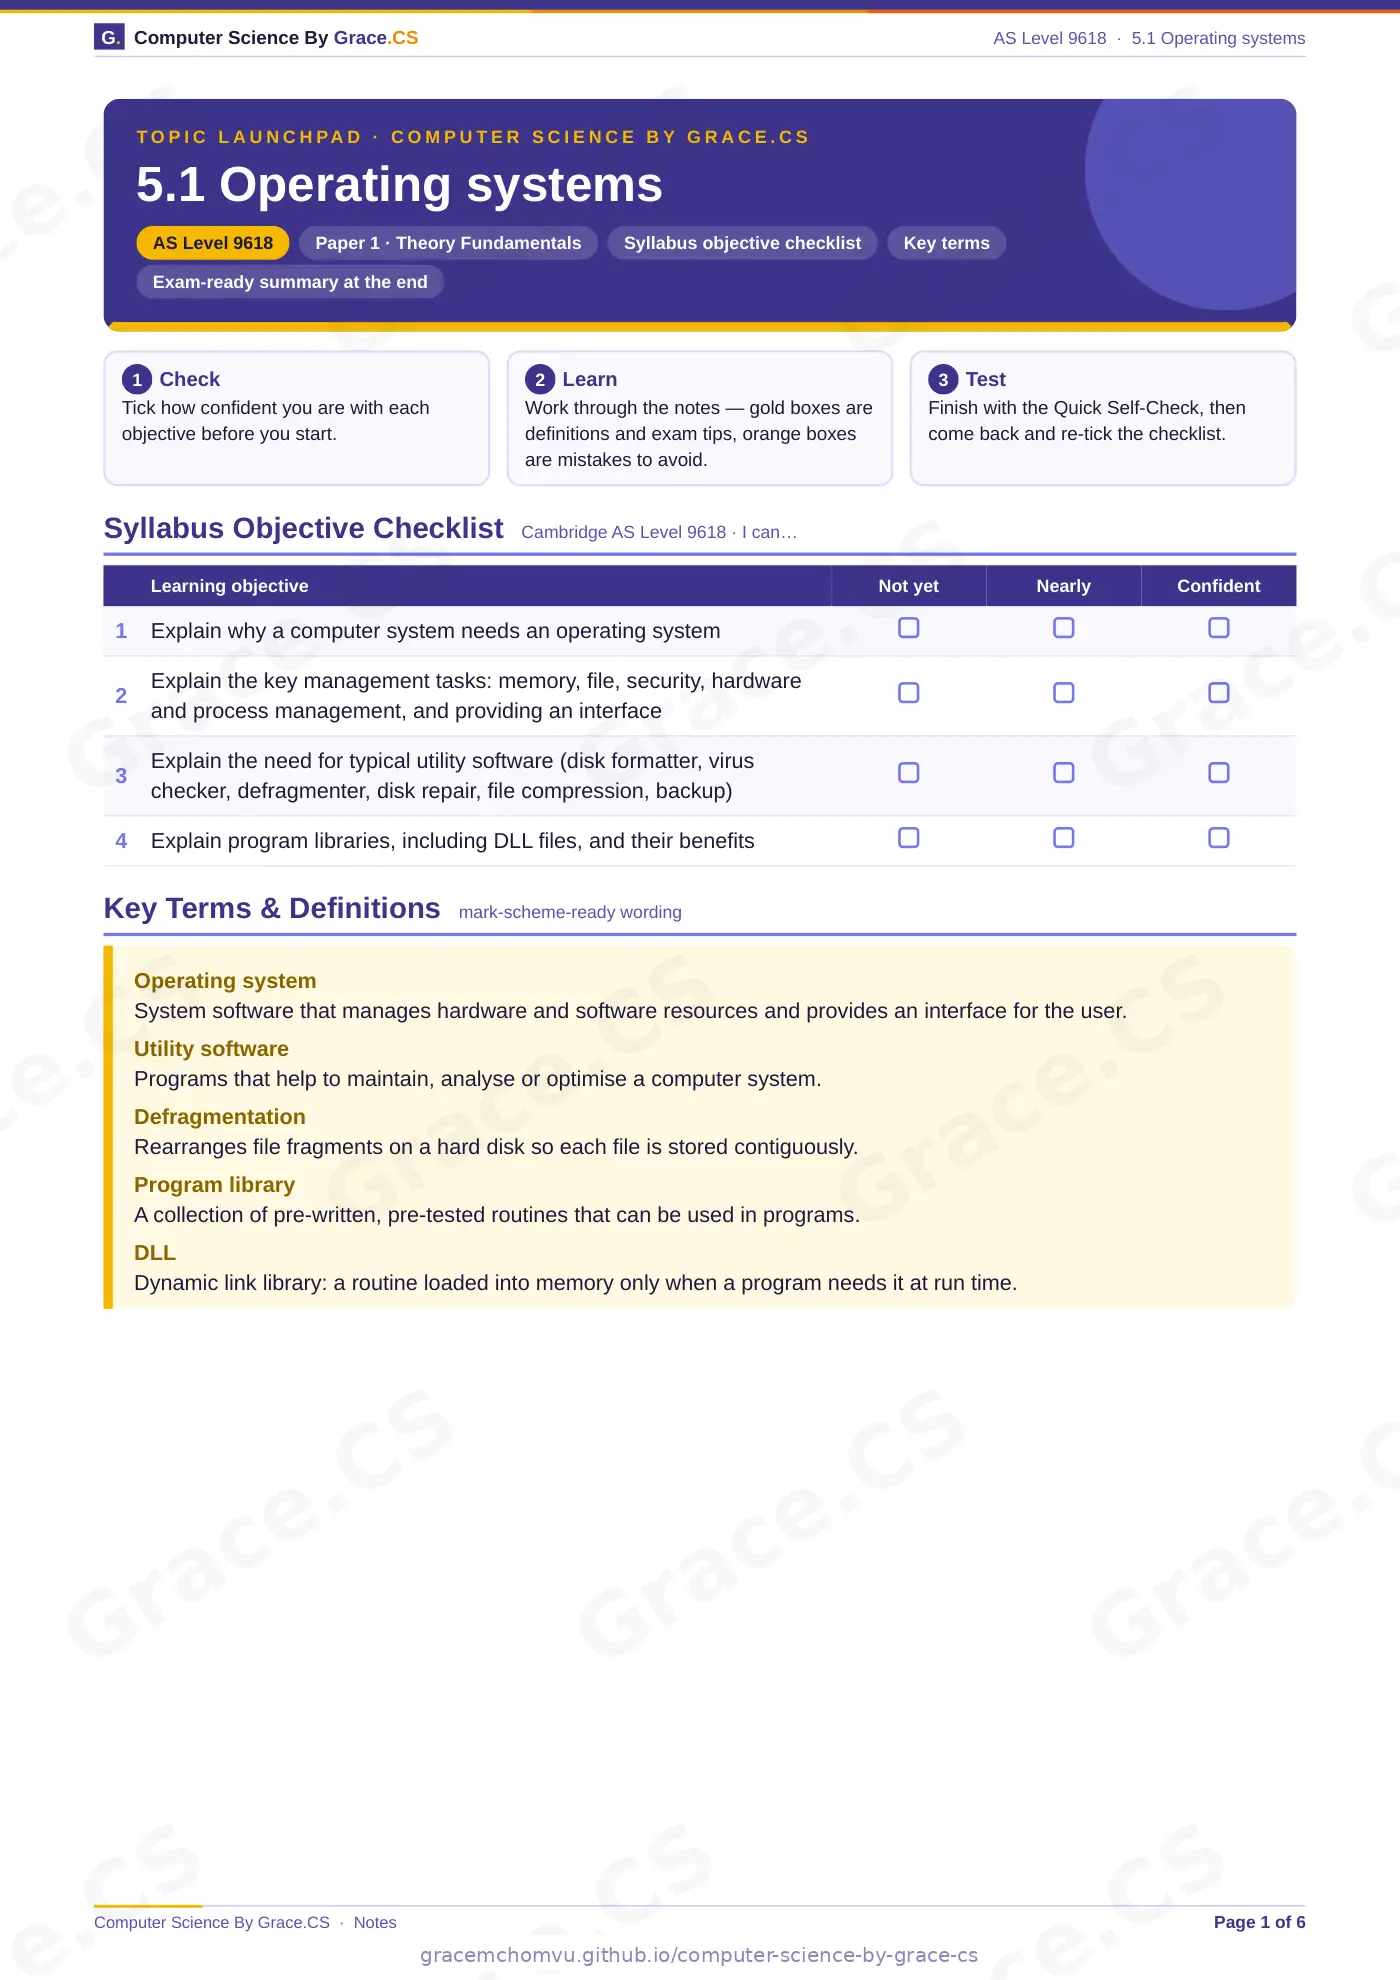 G. Computer Science By Grace.CS
AS Level 9618 · 5.1 Operating systems
TOPIC LAUNCHPAD · COMPUTER SCIENCE BY GRACE.CS
5.1 Operating systems
AS Level 9618 Paper 1 · Theory Fundamentals Syllabus objective checklist Key terms
Exam-ready summary at the end
1 Check
Tick how confident you are with each
objective before you start.
2 Learn
Work through the notes — gold boxes are
definitions and exam tips, orange boxes
are mistakes to avoid.
3 Test
Finish with the Quick Self-Check, then
come back and re-tick the checklist.
Syllabus Objective Checklist Cambridge AS Level 9618 · I can…
Learning objective Not yet Nearly Confident
1 Explain why a computer system needs an operating system
2 Explain the key management tasks: memory, file, security, hardware
and process management, and providing an interface
3 Explain the need for typical utility software (disk formatter, virus
checker, defragmenter, disk repair, file compression, backup)
4 Explain program libraries, including DLL files, and their benefits
Key Terms & Definitions mark-scheme-ready wording
Operating system
System software that manages hardware and software resources and provides an interface for the user.
Utility software
Programs that help to maintain, analyse or optimise a computer system.
Defragmentation
Rearranges file fragments on a hard disk so each file is stored contiguously.
Program library
A collection of pre-written, pre-tested routines that can be used in programs.
DLL
Dynamic link library: a routine loaded into memory only when a program needs it at run time.
Grace.CS
Computer Science By Grace.CS · Notes
Page 1 of 6
gracemchomvu.github.io/computer-science-by-grace-cs